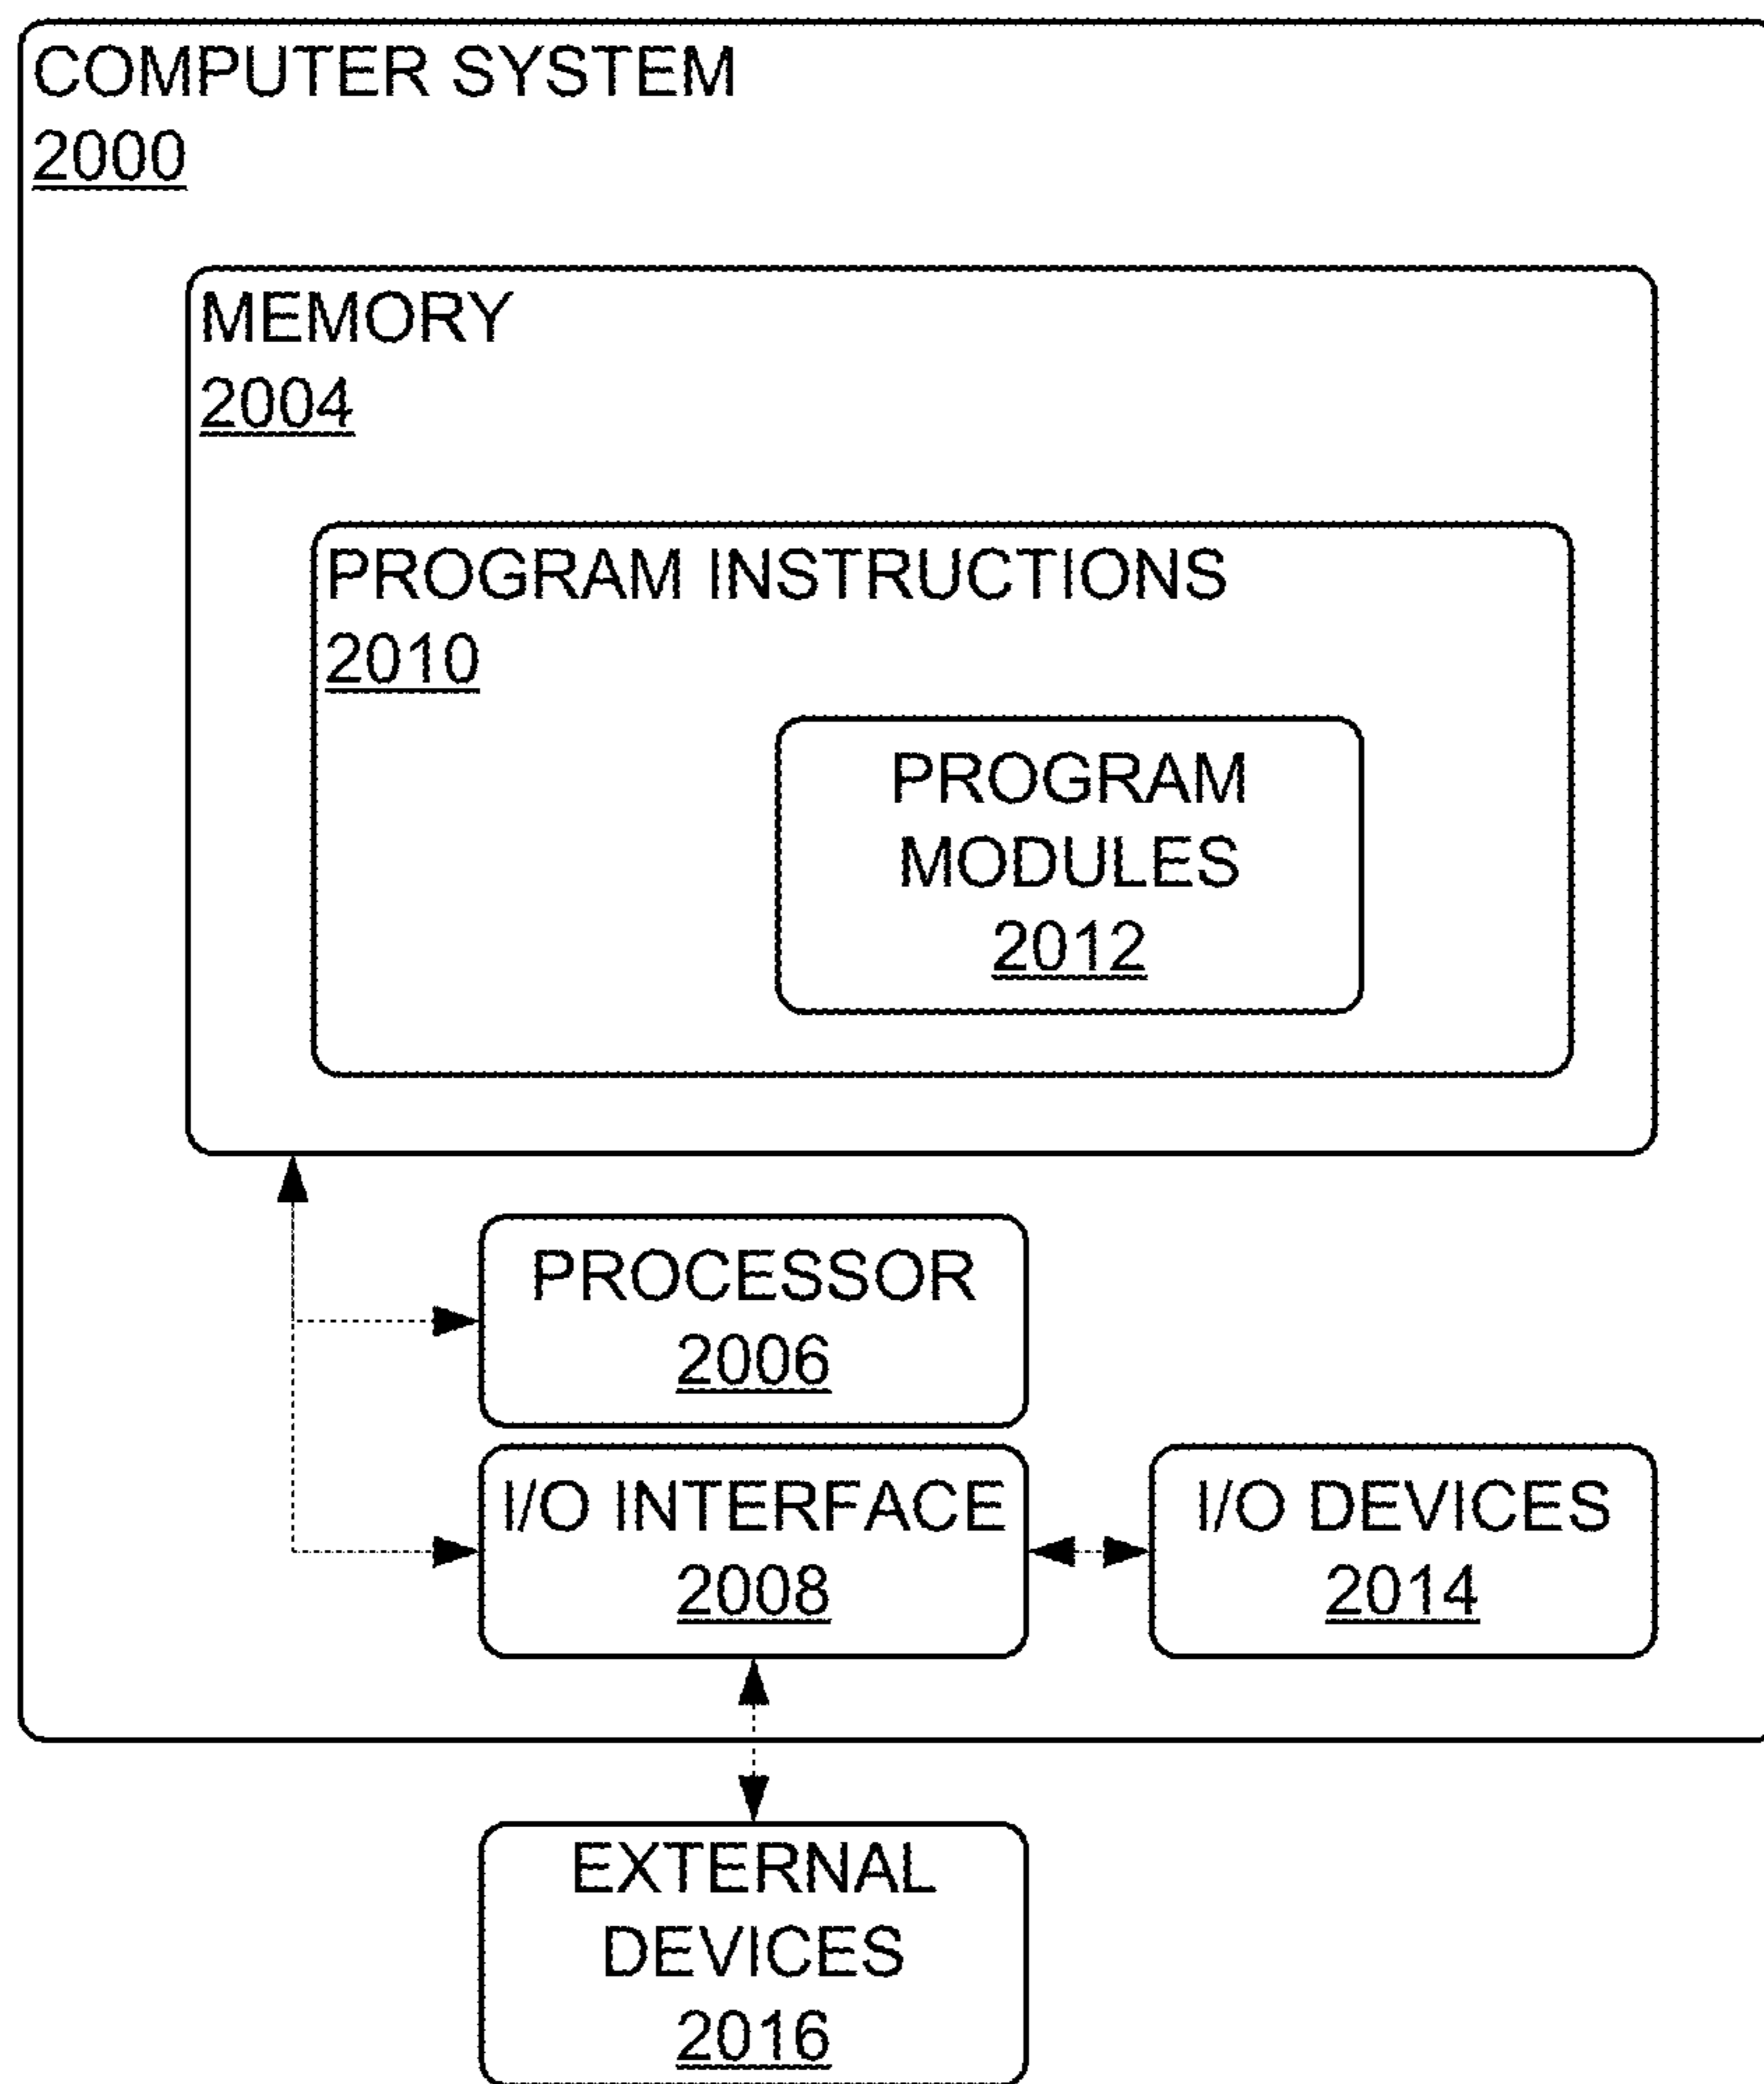 COMPUTER SYSTEM
2000
MEMORY
2004
PROGRAM INSTRUCTIONS
2010
PROGRAM
MODULES
2012
PROCESSOR
2006
I/O INTERFACE
2008
I/O DEVICES
2014
EXTERNAL
DEVICES
2016